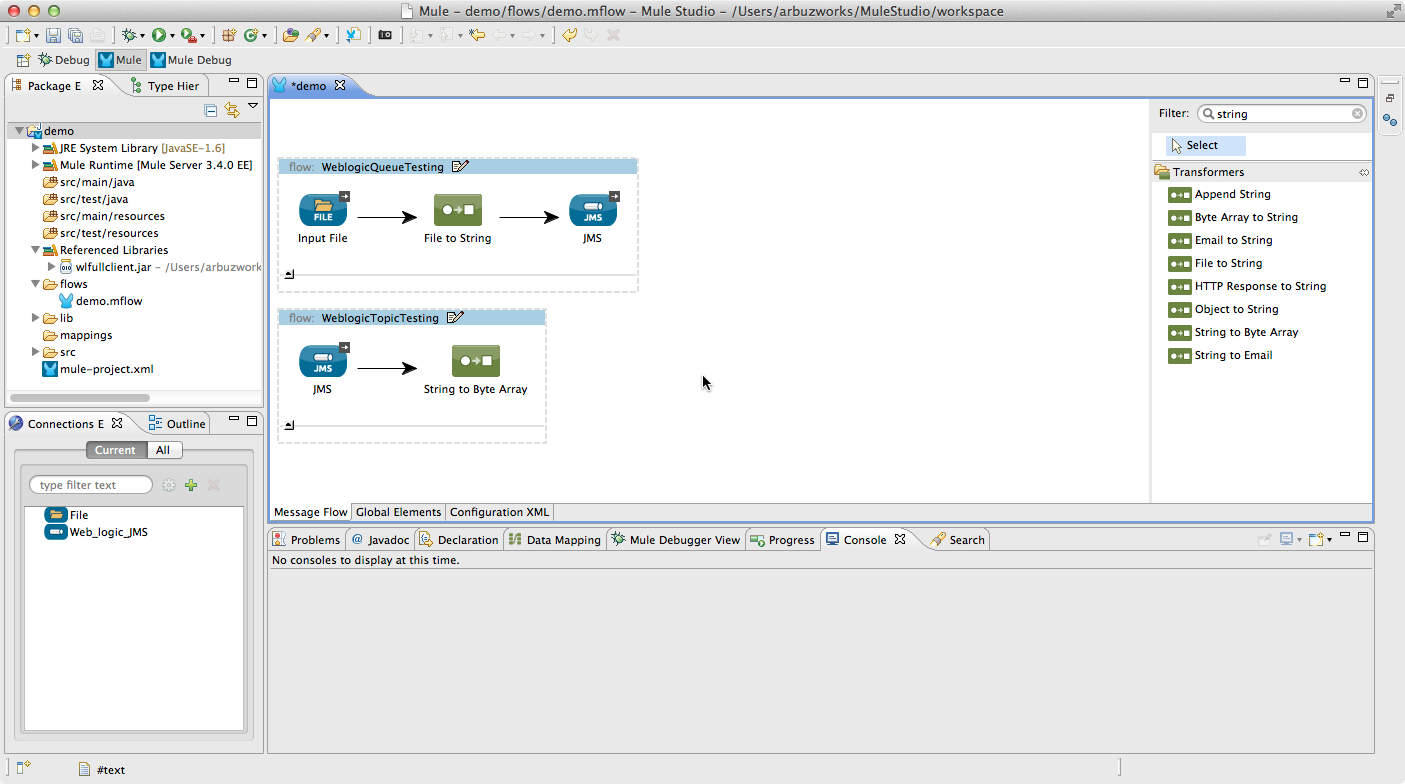 Mule – demo/flows/demo.mflow – Mule Studio – /Users/arbuzworks/MuleStudio/workspace
Debug Mule Mule Debug
Package E Type Hier
demo
JRE System Library [JavaSE-1.6]
Mule Runtime [Mule Server 3.4.0 EE]
src/main/java
src/test/java
src/main/resources
src/test/resources
Referenced Libraries
wlfullclient.jar – /Users/arbuzwork
flows
demo.mflow
lib
mappings
src
mule-project.xml
Connections E Outline
Current All
type filter text
File
Web_logic_JMS
*demo
flow: WeblogicQueueTesting
FILE
JMS
Input File
File to String
JMS
flow: WeblogicTopicTesting
JMS
JMS
String to Byte Array
Message Flow Global Elements Configuration XML
Filter: string
Select
Transformers
Append String
Byte Array to String
Email to String
File to String
HTTP Response to String
Object to String
String to Byte Array
String to Email
Problems @ Javadoc Declaration Data Mapping Mule Debugger View Progress Console Search
No consoles to display at this time.
#text